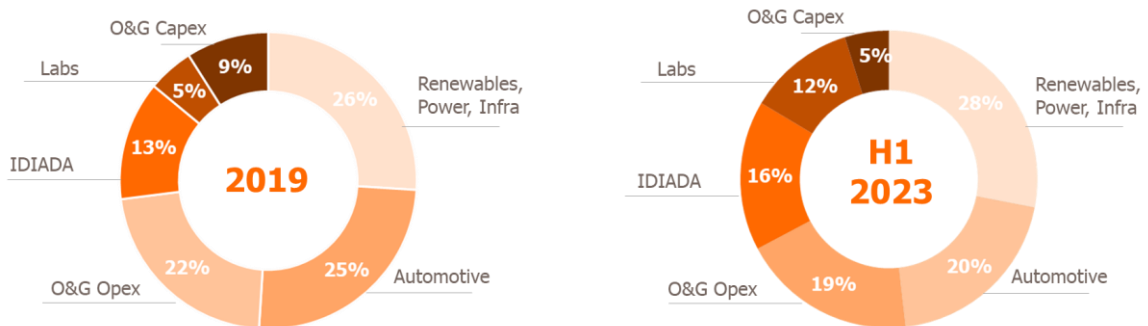 O&G Capex
9%
Labs
5%
26%
Renewables,
Power, Infra
13%
IDIADA
2019
22%
25%
Automotive
O&G Opex
O&G Capex
5%
Labs
12%
28%
Renewables,
Power, Infra
16%
IDIADA
H1
2023
20%
19%
Automotive
O&G Opex